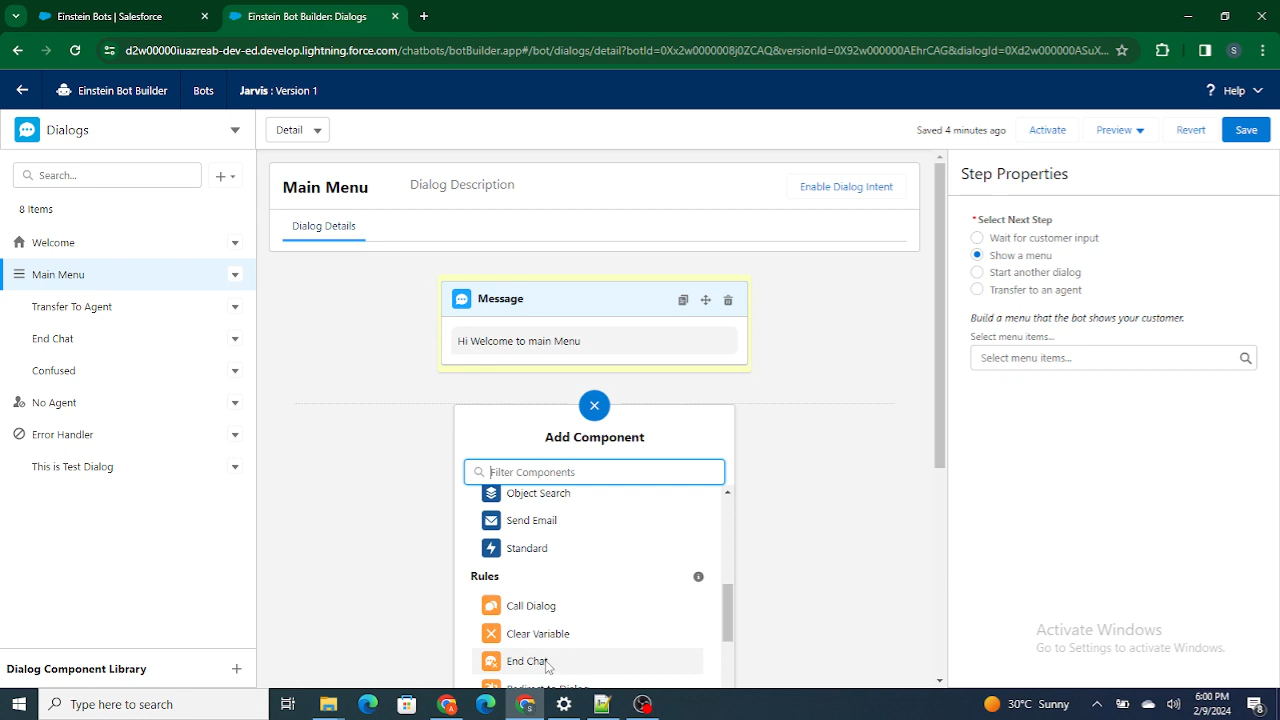 Einstein Bots | Salesforce
Einstein Bot Builder: Dialogs
d2w00000iuazreab-dev-ed.develop.lightning.force.com/chatbots/botBuilder.app#/bot/dialogs/detail?botId=0Xx2w0000008j0ZCAQ&versionId=0X92w000000AEhrCAG&dialogId=0Xd2w000000ASuX...
S
Einstein Bot Builder
Bots
Jarvis : Version 1
Help
Dialogs
Detail
Saved 4 minutes ago
Activate
Preview
Revert
Save
Search...
8 Items
Welcome
Main Menu
Transfer To Agent
End Chat
Confused
No Agent
Error Handler
This is Test Dialog
Dialog Component Library
Main Menu
Dialog Description
Enable Dialog Intent
Dialog Details
Message
Hi Welcome to main Menu
Add Component
Filter Components
Object Search
Send Email
Standard
Rules
Call Dialog
Clear Variable
End Chat
Redirect to Dialog
Step Properties
* Select Next Step
Wait for customer input
Show a menu
Start another dialog
Transfer to an agent
Build a menu that the bot shows your customer.
Select menu items...
Select menu items...
Activate Windows
Go to Settings to activate Windows.
Type here to search
30°C Sunny
6:00 PM
2/9/2024